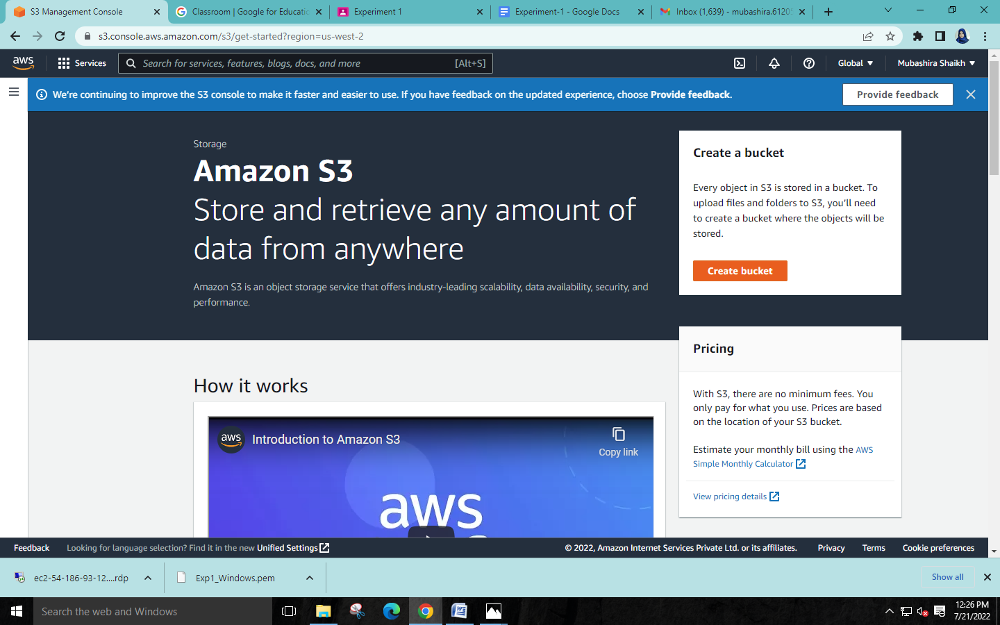 S3 Management Console
Classroom | Google for Educatio
Experiment 1
Experiment-1 - Google Docs
Inbox (1,639) - mubashira.6120
s3.console.aws.amazon.com/s3/get-started?region=us-west-2
aws
Services
Search for services, features, blogs, docs, and more
[Alt+S]
Global
Mubashira Shaikh
We're continuing to improve the S3 console to make it faster and easier to use. If you have feedback on the updated experience, choose Provide feedback.
Provide feedback
Storage
Amazon S3
Store and retrieve any amount of
data from anywhere
Amazon S3 is an object storage service that offers industry-leading scalability, data availability, security, and
performance.
Create a bucket
Every object in S3 is stored in a bucket. To
upload files and folders to S3, you'll need
to create a bucket where the objects will be
stored.
Create bucket
Pricing
With S3, there are no minimum fees. You
only pay for what you use. Prices are based
on the location of your S3 bucket.
Estimate your monthly bill using the AWS
Simple Monthly Calculator
View pricing details
How it works
aws
Introduction to Amazon S3
Copy link
aws
Feedback
Looking for language selection? Find it in the new Unified Settings
© 2022, Amazon Internet Services Private Ltd. or its affiliates.
Privacy
Terms
Cookie preferences
ec2-54-186-93-12....rdp
Exp1_Windows.pem
Show all
Search the web and Windows
12:26 PM
7/21/2022